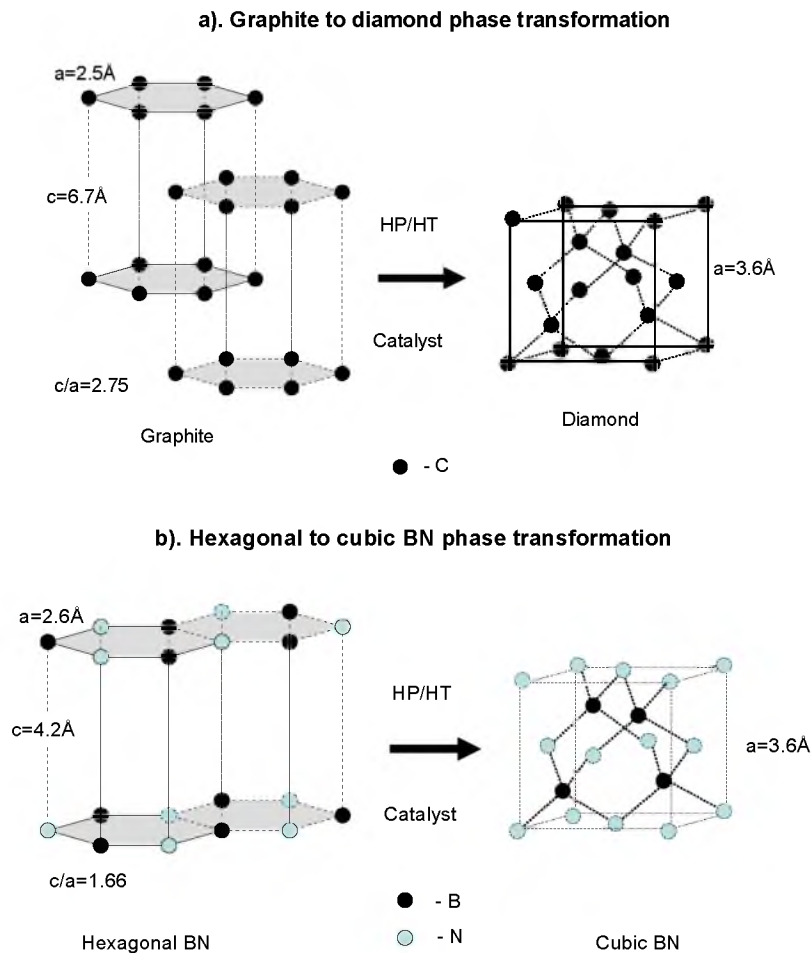 a). Graphite to diamond phase transformation
a=2.5Å
c=6.7Å
HP/HT
a=3.6Å
Catalyst
c/a=2.75
Graphite
Diamond
- C
b). Hexagonal to cubic BN phase transformation
a=2.6Å
HP/HT
c=4.2Å
a=3.6Å
Catalyst
c/a=1.66
- B
- N
Hexagonal BN
Cubic BN